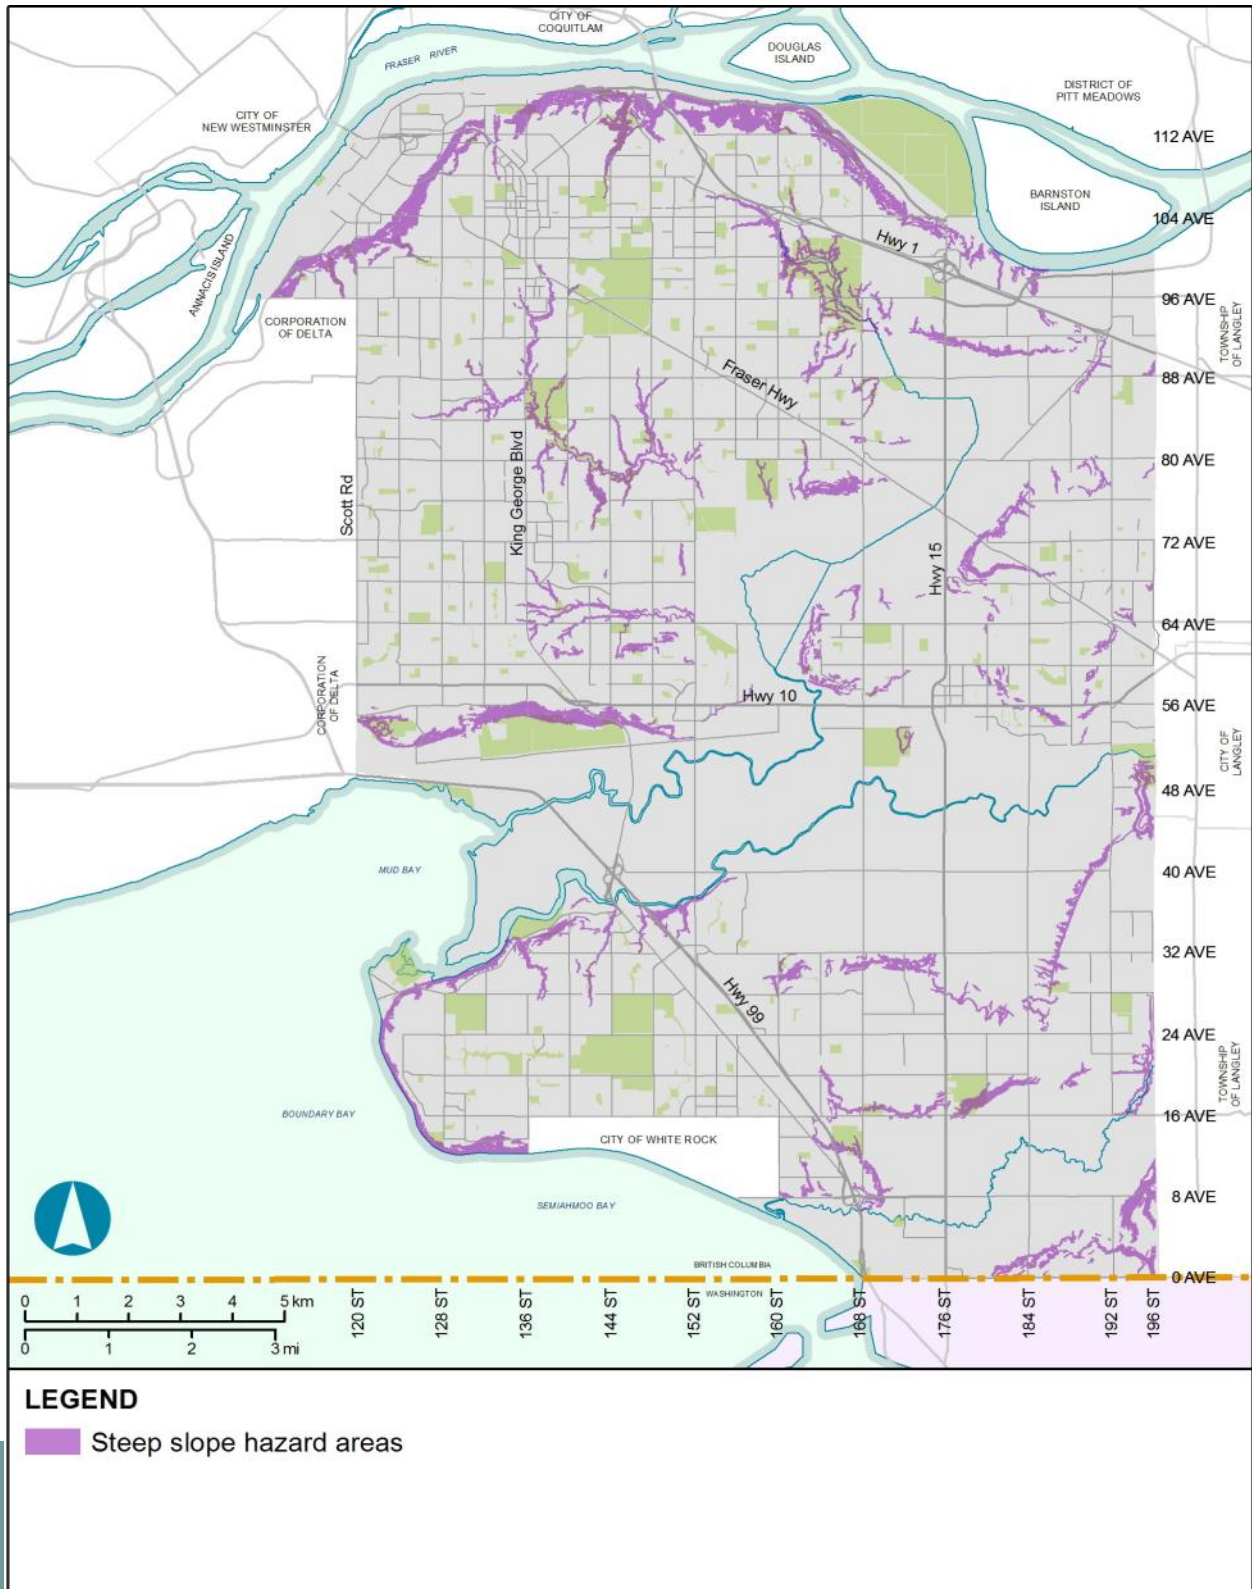 CITY OF
COQUITLAM
DOUGLAS
ISLAND
FRASER RIVER
DISTRICT OF
PITT MEADOWS
CITY OF
NEW WESTMINSTER
112 AVE
BARNSTON
ISLAND
104 AVE
Hwy 1
ANNACIS ISLAND
96 AVE
CORPORATION
OF DELTA
TOWNSHIP
OF LANGLEY
Fraser Hwy
88 AVE
King George Blvd
80 AVE
Scott Rd
72 AVE
Hwy 15
64 AVE
CORPORATION
OF DELTA
Hwy 10
56 AVE
CITY OF
LANGLEY
48 AVE
MUD BAY
40 AVE
32 AVE
Hwy 99
24 AVE
TOWNSHIP
OF LANGLEY
BOUNDARY BAY
16 AVE
CITY OF WHITE ROCK
8 AVE
SEMIAHMOO BAY
BRITISH COLUMBIA
0 AVE
WASHINGTON
0 1 2 3 4 5 km
0 1 2 3 mi
120 ST
128 ST
136 ST
144 ST
152 ST
160 ST
168 ST
176 ST
184 ST
192 ST
196 ST
LEGEND
Steep slope hazard areas